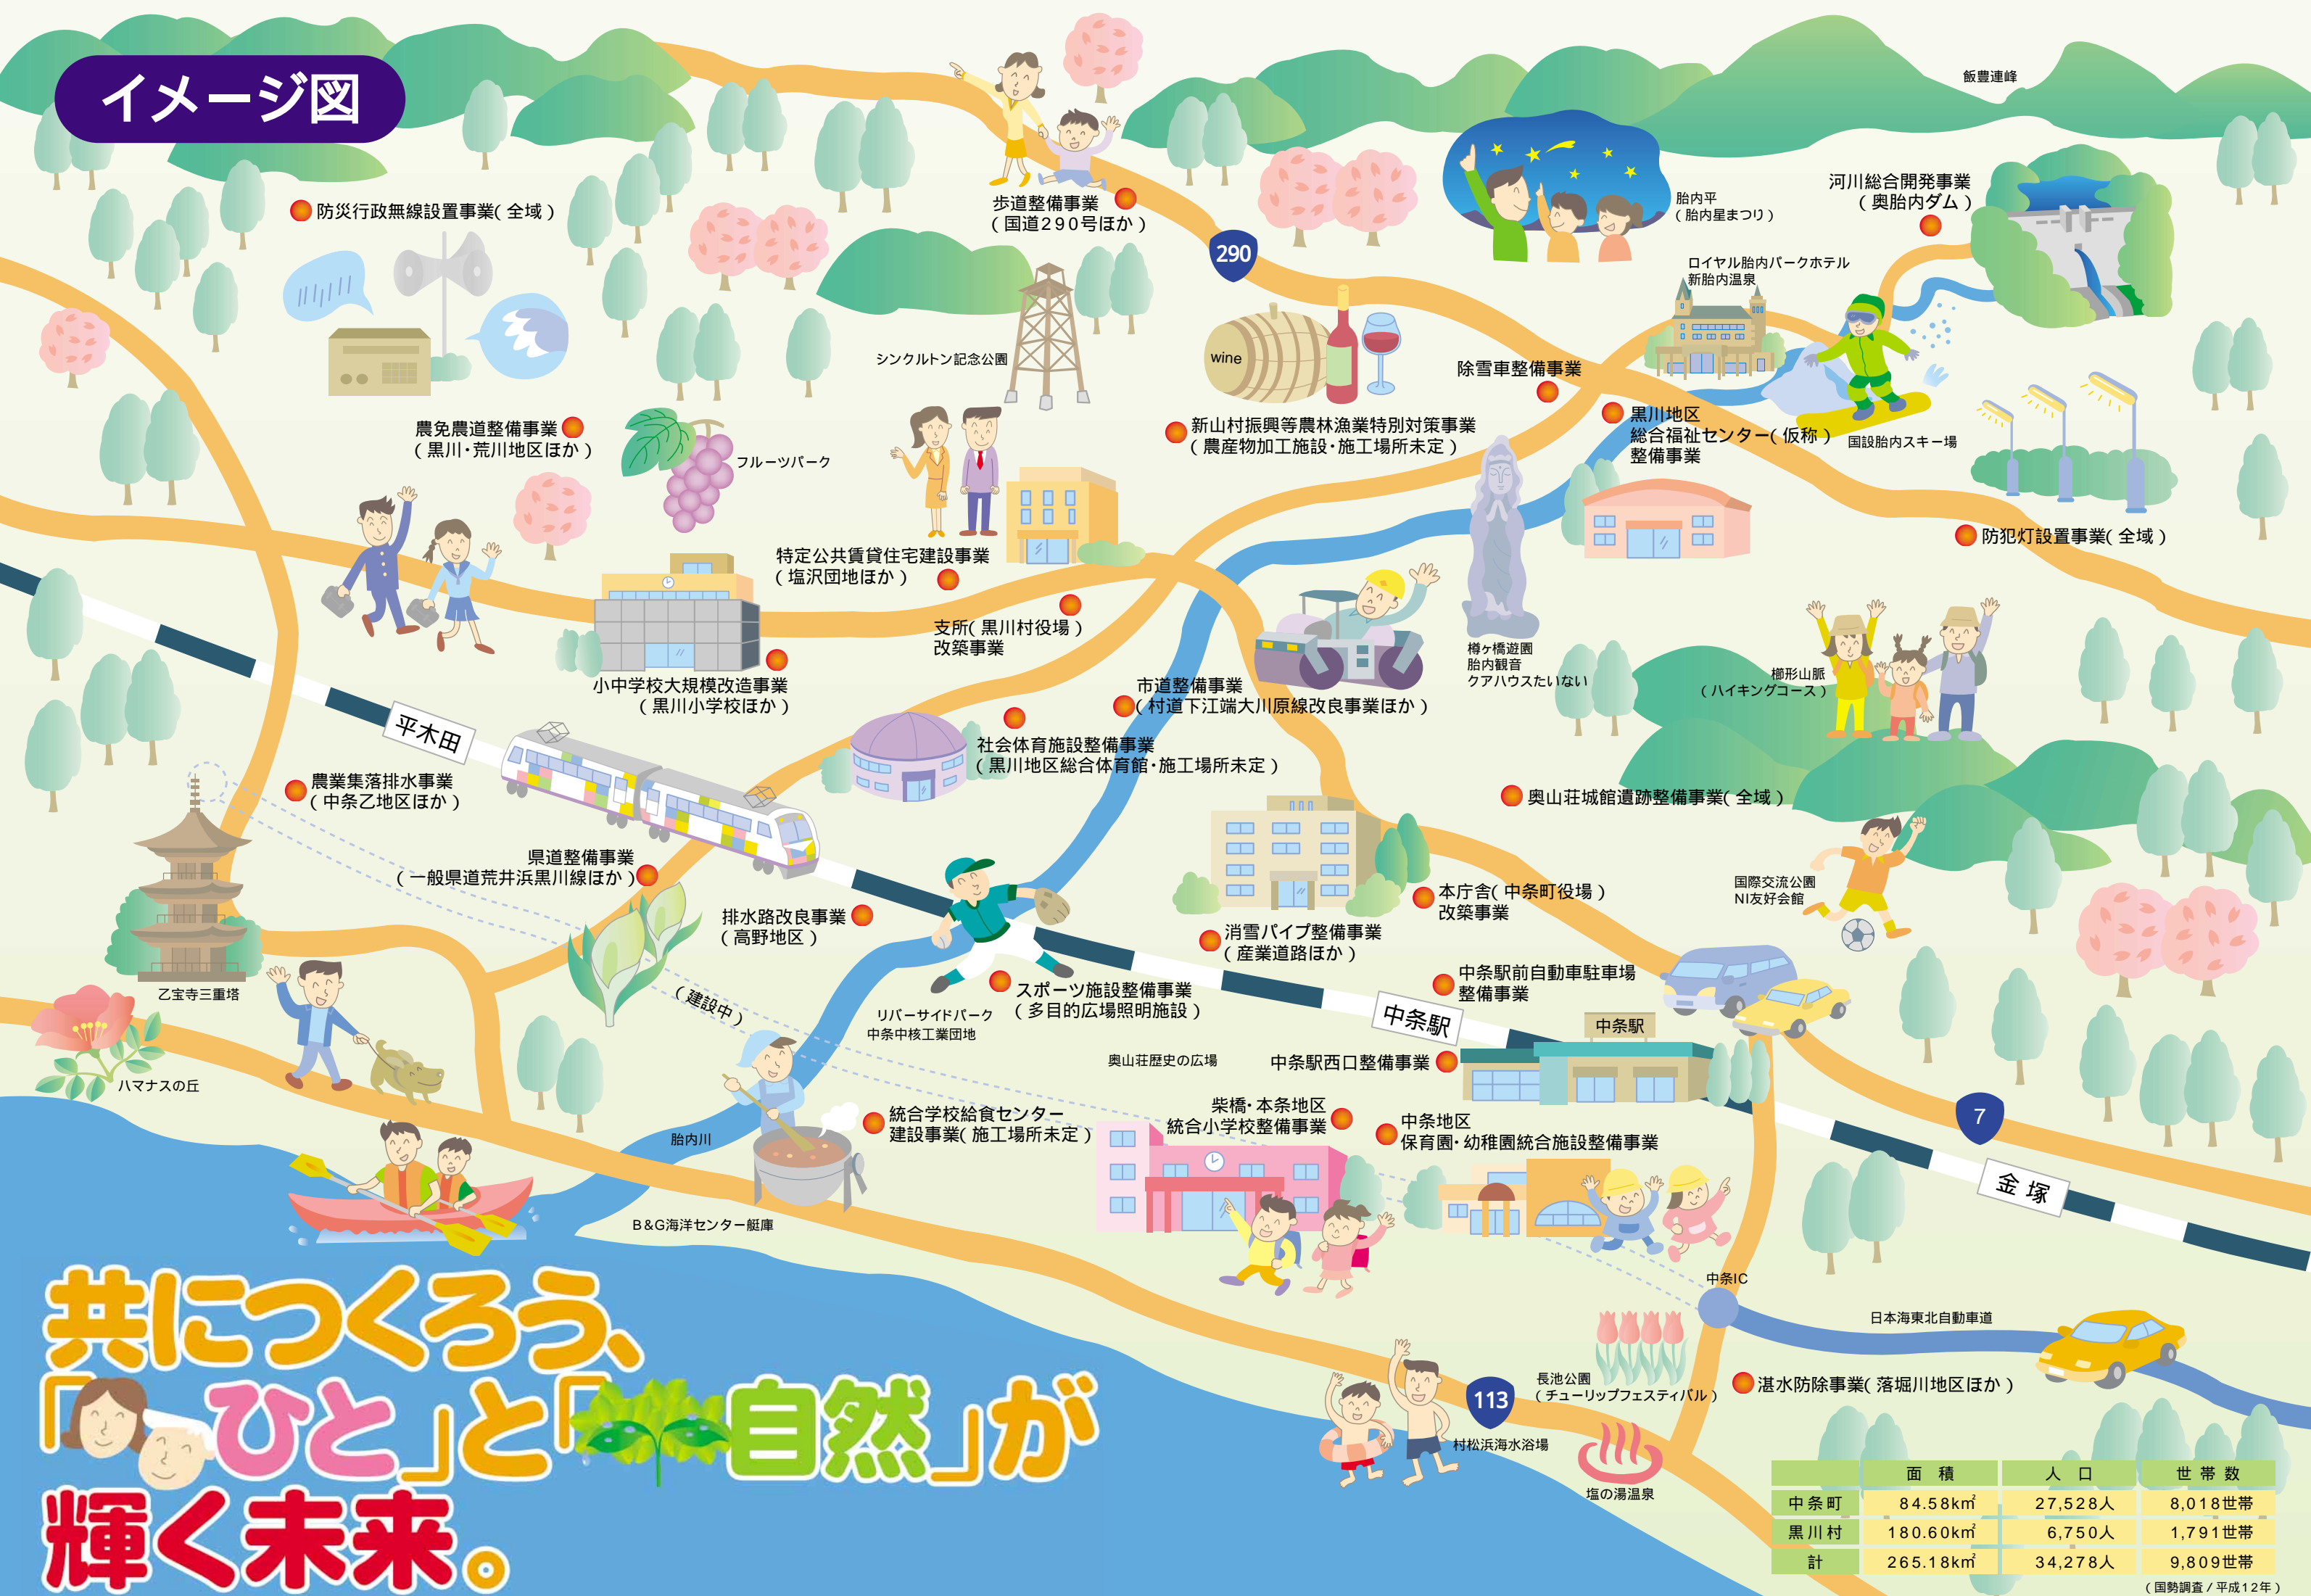 イメージ図
飯豊連峰
防災行政無線設置事業(全域)
歩道整備事業
(国道290号ほか)
290
胎内平
(胎内星まつり)
河川総合開発事業
(奥胎内ダム)
ロイヤル胎内パークホテル
新胎内温泉
シンクルトン記念公園
wine
除雪車整備事業
農免農道整備事業
(黒川・荒川地区ほか)
フルーツパーク
新山村振興等農林漁業特別対策事業
(農産物加工施設・施工場所未定)
黒川地区
総合福祉センター(仮称)
整備事業
国設胎内スキー場
防犯灯設置事業(全域)
特定公共賃貸住宅建設事業
(塩沢団地ほか)
支所(黒川村役場)
改築事業
樽ヶ橋遊園
胎内観音
クアハウスたいない
櫛形山脈
(ハイキングコース)
小中学校大規模改造事業
(黒川小学校ほか)
市道整備事業
(村道下江端大川原線改良事業ほか)
平木田
社会体育施設整備事業
(黒川地区総合体育館・施工場所未定)
農業集落排水事業
(中条乙地区ほか)
奥山荘城館遺跡整備事業(全域)
県道整備事業
(一般県道荒井浜黒川線ほか)
国際交流公園
NI友好会館
本庁舎(中条町役場)
改築事業
排水路改良事業
(高野地区)
消雪パイプ整備事業
(産業道路ほか)
中条駅前自動車駐車場
整備事業
乙宝寺三重塔
(建設中)
スポーツ施設整備事業
(多目的広場照明施設)
リバーサイドパーク
中条中核工業団地
中条駅
中条駅
奥山荘歴史の広場
中条駅西口整備事業
ハマナスの丘
7
統合学校給食センター
建設事業(施工場所未定)
柴橋・本条地区
統合小学校整備事業
中条地区
保育園・幼稚園統合施設整備事業
胎内川
金塚
B&G海洋センター艇庫
中条IC
日本海東北自動車道
長池公園
(チューリップフェスティバル)
湛水防除事業(落堀川地区ほか)
113
村松浜海水浴場
塩の湯温泉
共につくろう、
「ひと」と「自然」が
輝く未来。
面積 人口 世帯数
中条町 84.58km² 27,528人 8,018世帯
黒川村 180.60km² 6,750人 1,791世帯
計 265.18km² 34,278人 9,809世帯
(国勢調査/平成12年)